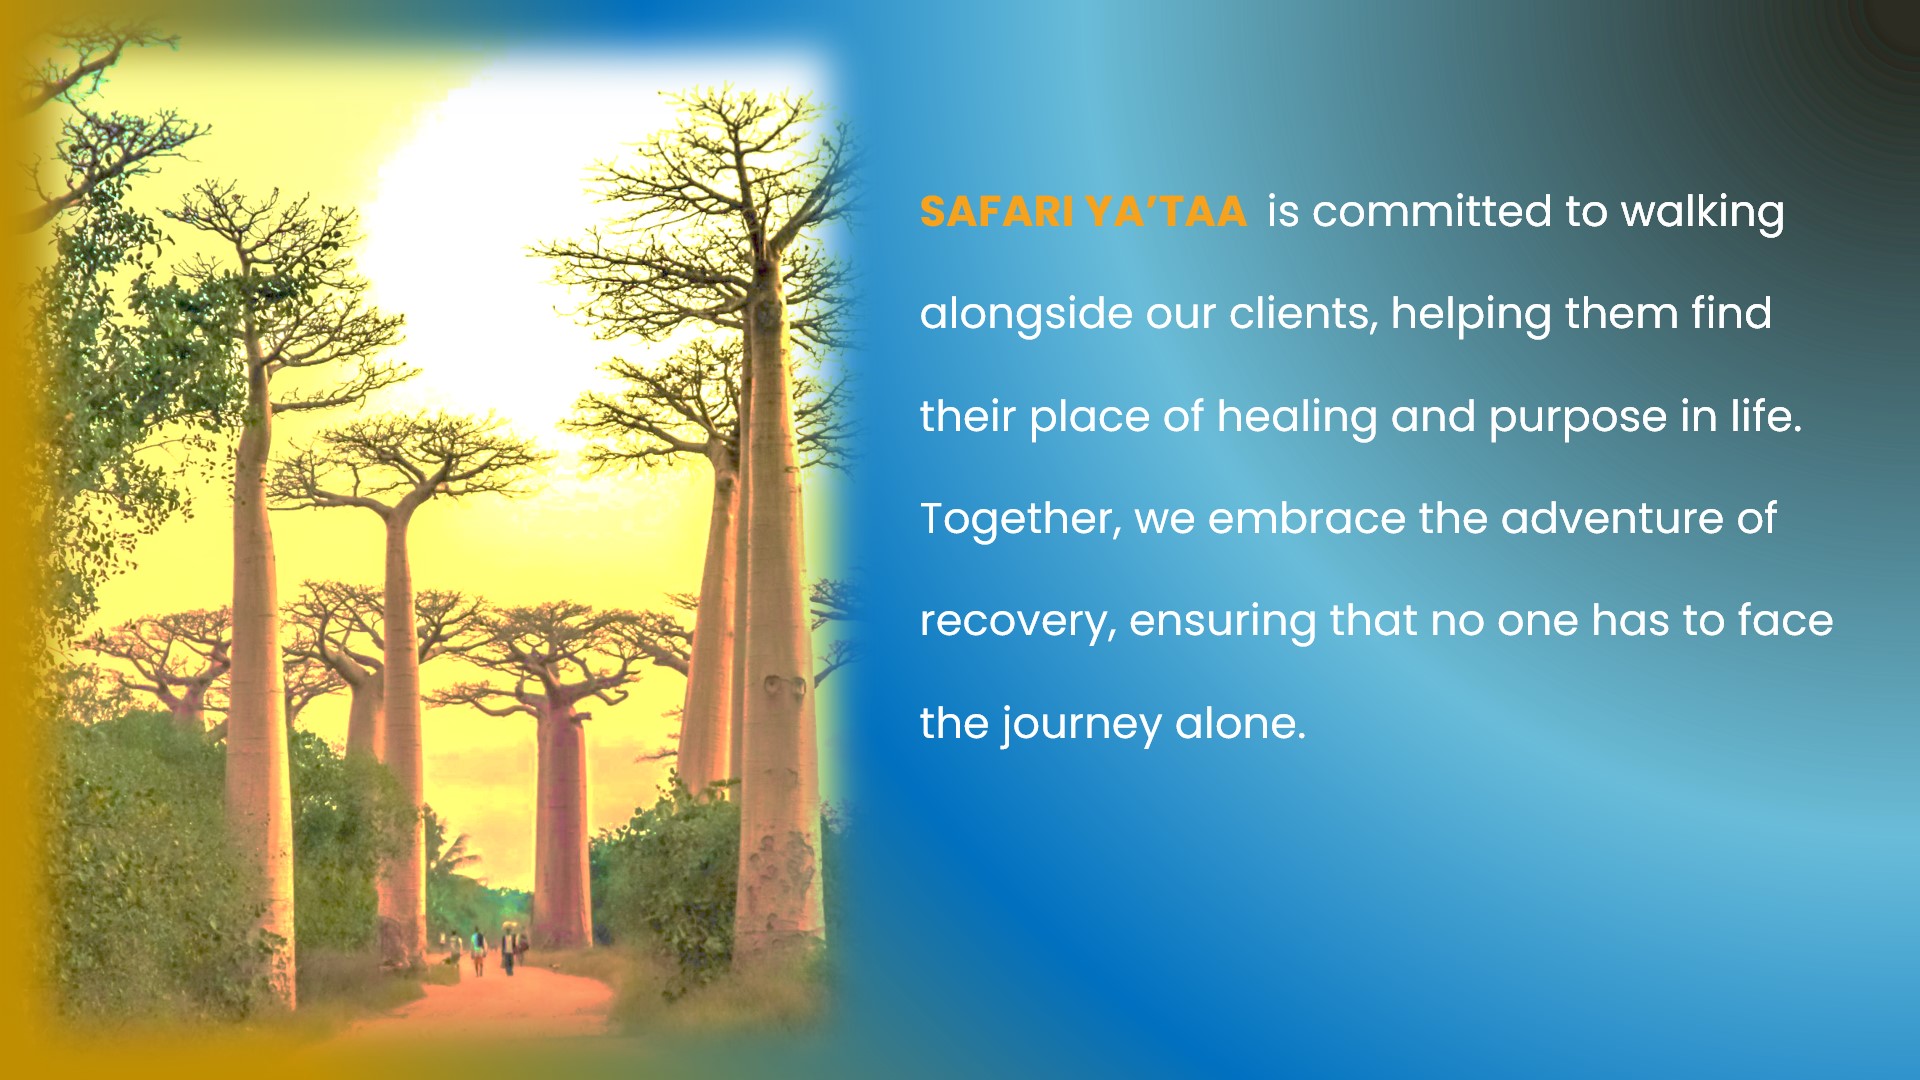 SAFARI YA’TAA is committed to walking
alongside our clients, helping them find
their place of healing and purpose in life.
Together, we embrace the adventure of
recovery, ensuring that no one has to face
the journey alone.